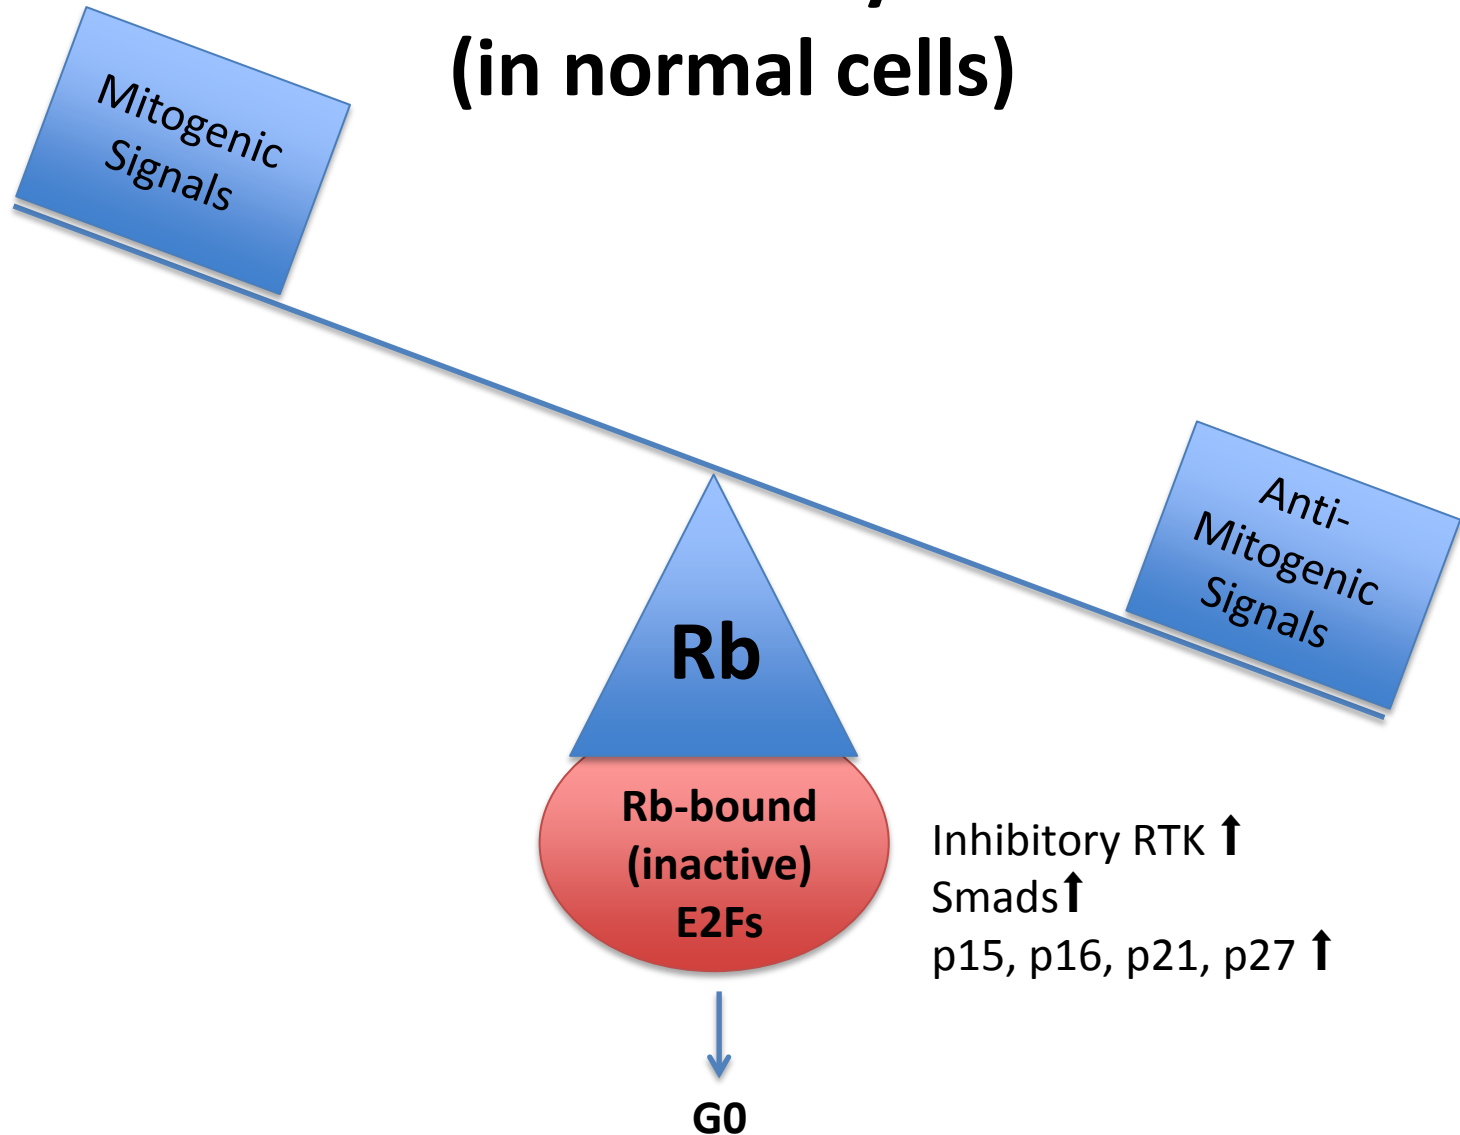 (in normal cells)
Mitogenic
Signals
Anti-
Mitogenic
Signals
Rb
Rb-bound
(inactive)
E2Fs
Inhibitory RTK ⬆
Smads⬆
p15, p16, p21, p27 ⬆
G0